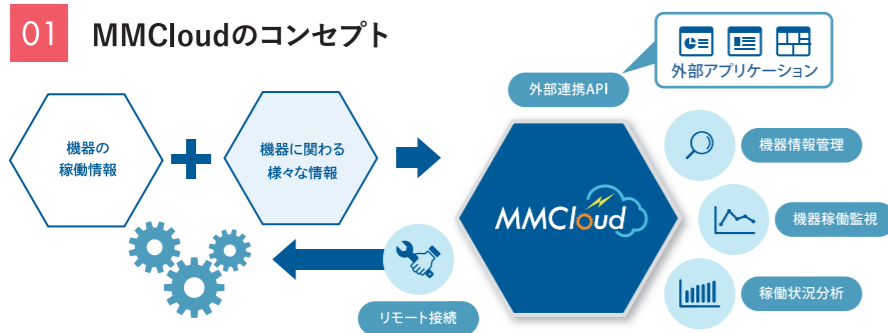 01 MMCloudのコンセプト
外部アプリケーション
外部連携API
機器の
稼働情報
機器に関わる
様々な情報
MMCloud
機器情報管理
機器稼働監視
稼働状況分析
リモート接続